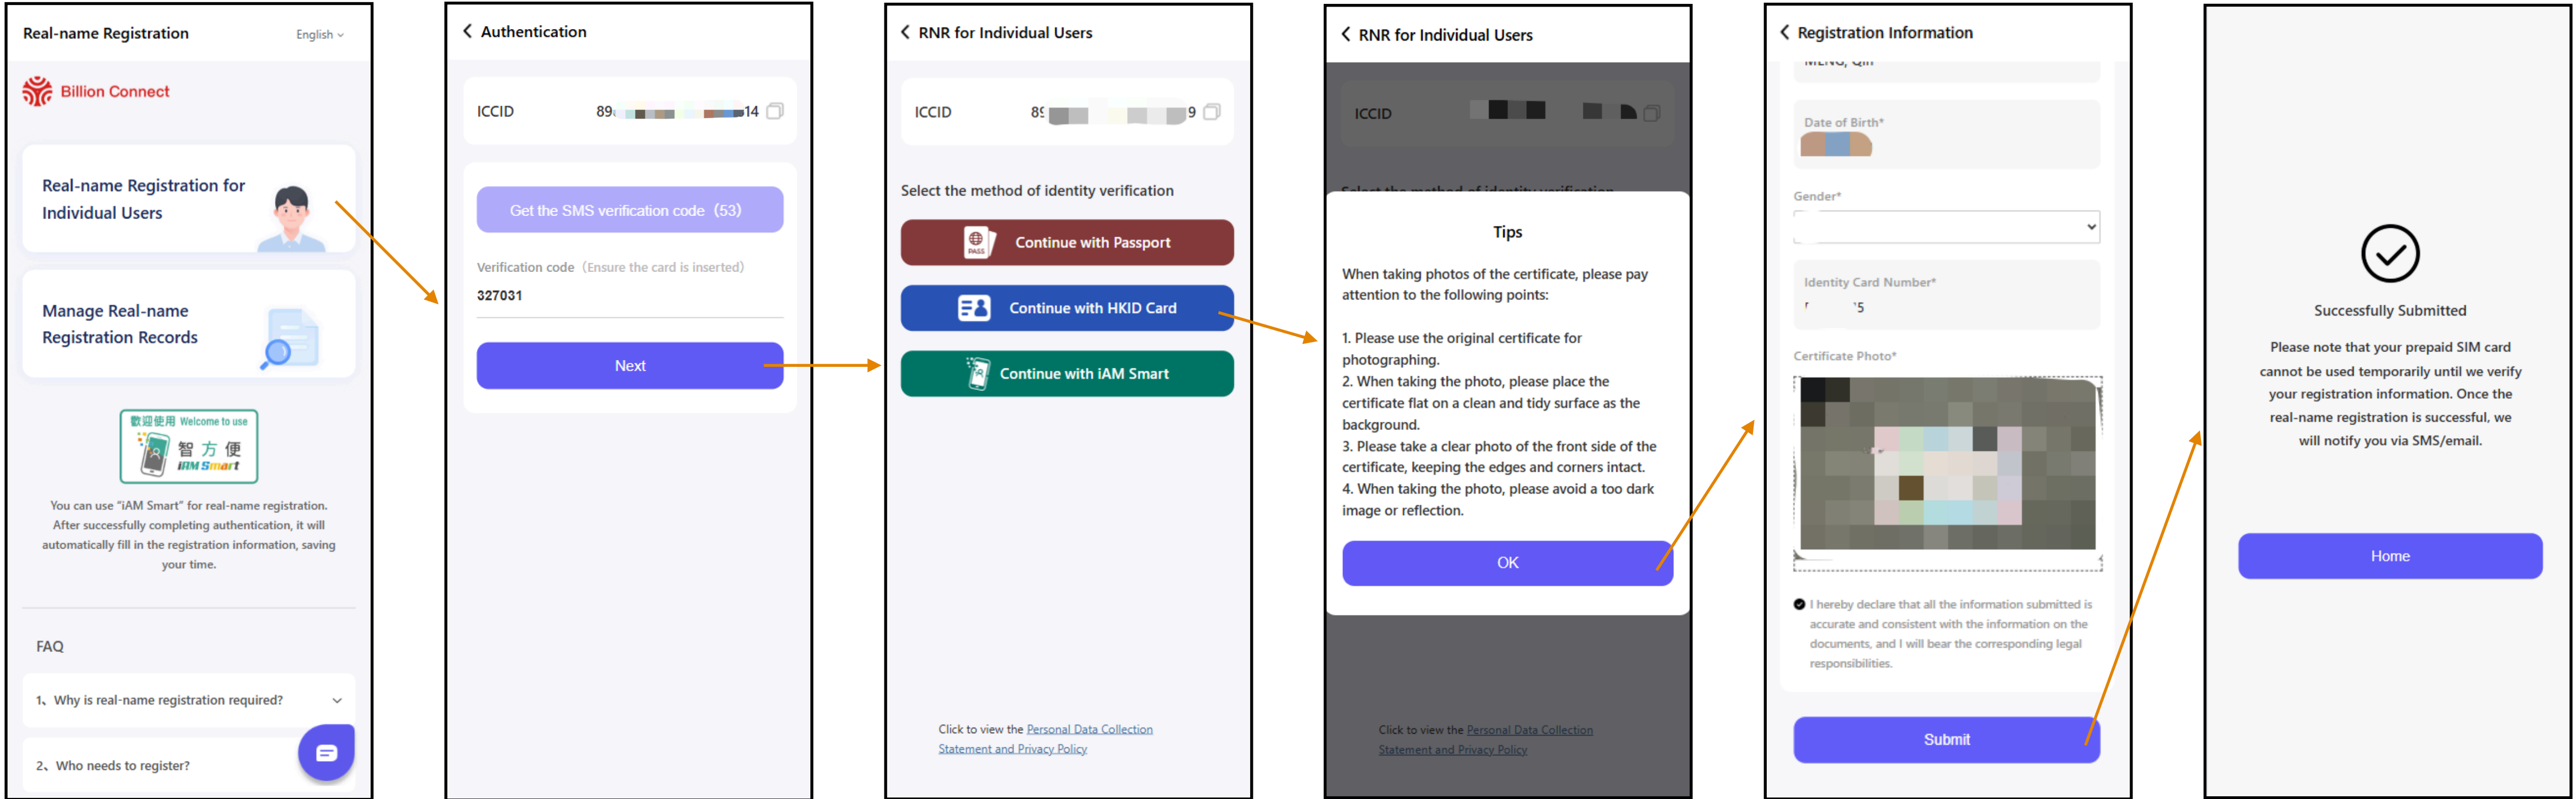 Real-name Registration
English
Billion Connect
Real-name Registration for
Individual Users
Manage Real-name
Registration Records
歡迎使用 Welcome to use
智方便
iAM Smart
You can use “iAM Smart” for real-name registration.
After successfully completing authentication, it will
automatically fill in the registration information, saving
your time.
FAQ
1、Why is real-name registration required?
2、Who needs to register?
Authentication
ICCID 89 14
Get the SMS verification code (53)
Verification code (Ensure the card is inserted)
327031
Next
RNR for Individual Users
ICCID 89 9
Select the method of identity verification
PASS
Continue with Passport
Continue with HKID Card
Continue with iAM Smart
Click to view the Personal Data Collection
Statement and Privacy Policy
RNR for Individual Users
ICCID
Select the method of identity verification
Tips
When taking photos of the certificate, please pay
attention to the following points:
1. Please use the original certificate for
photographing.
2. When taking the photo, please place the
certificate flat on a clean and tidy surface as the
background.
3. Please take a clear photo of the front side of the
certificate, keeping the edges and corners intact.
4. When taking the photo, please avoid a too dark
image or reflection.
OK
Click to view the Personal Data Collection
Statement and Privacy Policy
Registration Information
Date of Birth*
Gender*
Identity Card Number*
5
Certificate Photo*
I hereby declare that all the information submitted is
accurate and consistent with the information on the
documents, and I will bear the corresponding legal
responsibilities.
Submit
Successfully Submitted
Please note that your prepaid SIM card
cannot be used temporarily until we verify
your registration information. Once the
real-name registration is successful, we
will notify you via SMS/email.
Home